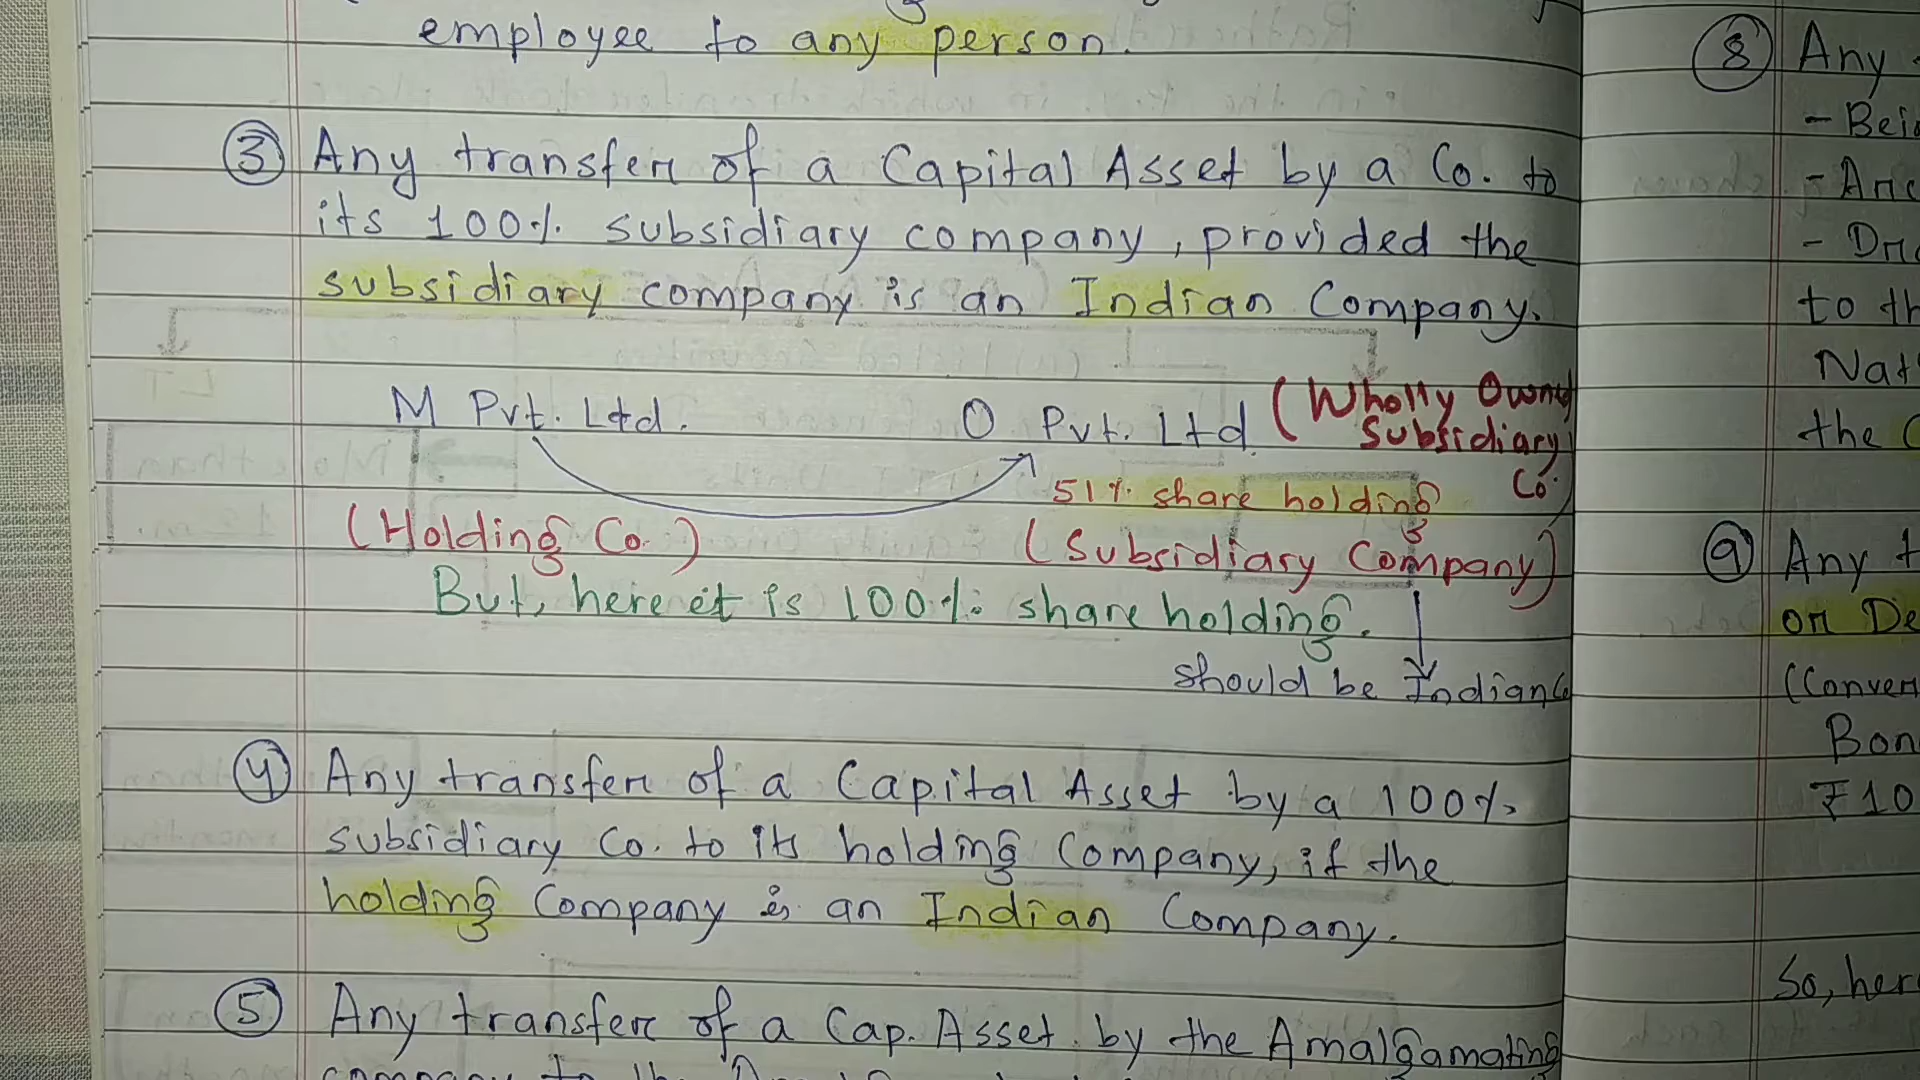 employee to any person.
③ Any transfer of a Capital Asset by a Co. to
its 100% subsidiary company, provided the
subsidiary company is an Indian Company.
M Pvt. Ltd.
O Pvt. Ltd (Wholly Owned
Subsidiary
Co.)
51% share holding
(Holding Co.)
(Subsidiary Company)
But, here it is 100% share holding.
should be Indian Co
④ Any transfer of a Capital Asset by a 100%
subsidiary Co. to its holding Company, if the
holding Company is an Indian Company.
⑤ Any transfer of a Cap. Asset by the Amalgamating
⑧ Any
- Bein
- Arc
- Dra
to th
Nat
the C
⑨ Any t
or De
(Conver
Bon
₹10
So, her